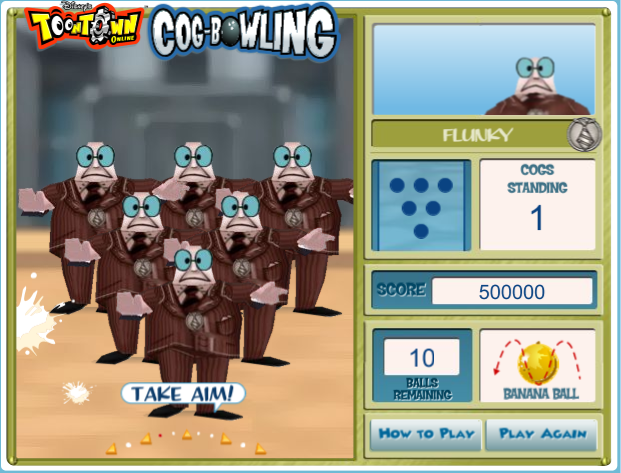 Disney's
TOONTOWN
ONLINE
COG-BOWLING
FLUNKY
COGS
STANDING
1
SCORE 500000
10
BALLS
REMAINING
BANANA BALL
TAKE AIM!
HOW TO PLAY
PLAY AGAIN